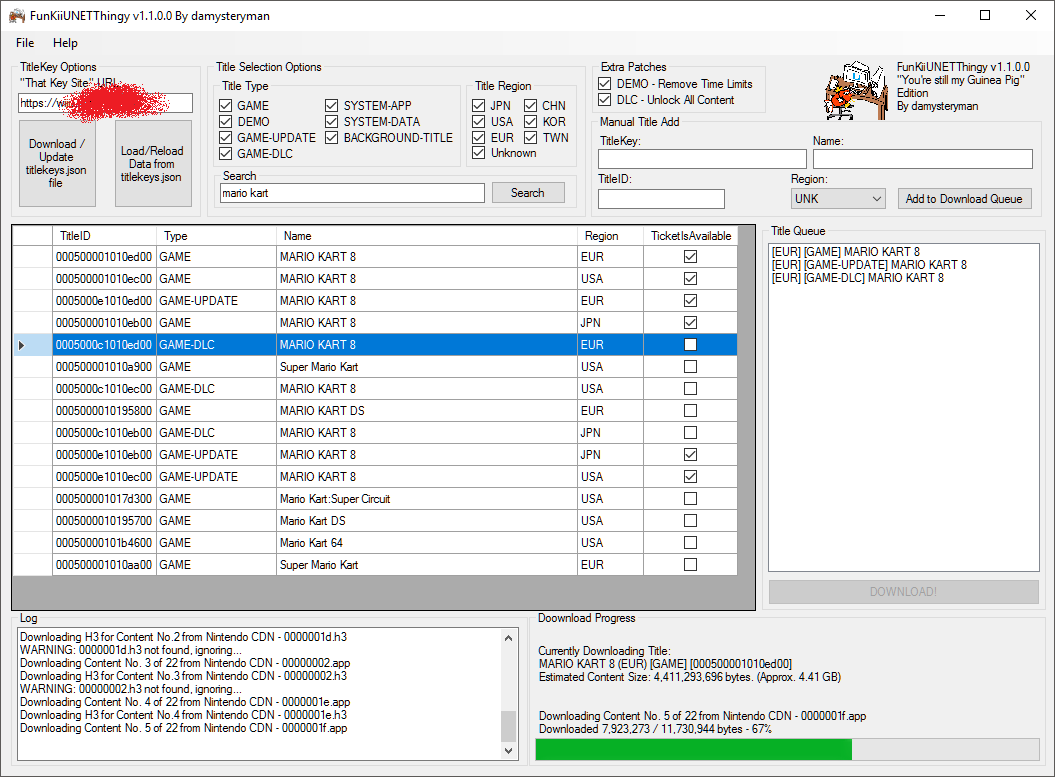 FunKiiUNETThingy v1.1.0.0 By damysteryman
File Help
TitleKey Options
"That Key Site" URL
https://wiiu
Download / Update titlekeys.json file
Load/Reload Data from titlekeys.json
Title Selection Options
Title Type
GAME
SYSTEM-APP
DEMO
SYSTEM-DATA
GAME-UPDATE
BACKGROUND-TITLE
GAME-DLC
Title Region
JPN CHN
USA KOR
EUR TWN
Unknown
Search
mario kart
Search
Extra Patches
DEMO - Remove Time Limits
DLC - Unlock All Content
FunKiiUNETThingy v1.1.0.0
"You're still my Guinea Pig"
Edition
By damysteryman
Manual Title Add
TitleKey:
Name:
TitleID:
Region:
UNK
Add to Download Queue
TitleID Type Name Region TicketIsAvailable
000500001010ed00 GAME MARIO KART 8 EUR
000500001010ec00 GAME MARIO KART 8 USA
0005000e1010ed00 GAME-UPDATE MARIO KART 8 EUR
000500001010eb00 GAME MARIO KART 8 JPN
0005000c1010ed00 GAME-DLC MARIO KART 8 EUR
000500001010a900 GAME Super Mario Kart USA
0005000c1010ec00 GAME-DLC MARIO KART 8 USA
0005000010195800 GAME MARIO KART DS EUR
0005000c1010eb00 GAME-DLC MARIO KART 8 JPN
0005000e1010eb00 GAME-UPDATE MARIO KART 8 JPN
0005000e1010ec00 GAME-UPDATE MARIO KART 8 USA
000500001017d300 GAME Mario Kart:Super Circuit USA
0005000010195700 GAME Mario Kart DS USA
00050000101b4600 GAME Mario Kart 64 USA
000500001010aa00 GAME Super Mario Kart EUR
Title Queue
[EUR] [GAME] MARIO KART 8
[EUR] [GAME-UPDATE] MARIO KART 8
[EUR] [GAME-DLC] MARIO KART 8
DOWNLOAD!
Log
Downloading H3 for Content No.2 from Nintendo CDN - 0000001d.h3
WARNING: 0000001d.h3 not found, ignoring...
Downloading Content No. 3 of 22 from Nintendo CDN - 00000002.app
Downloading H3 for Content No.3 from Nintendo CDN - 00000002.h3
WARNING: 00000002.h3 not found, ignoring...
Downloading Content No. 4 of 22 from Nintendo CDN - 0000001e.app
Downloading H3 for Content No.4 from Nintendo CDN - 0000001e.h3
Downloading Content No. 5 of 22 from Nintendo CDN - 0000001f.app
Doownload Progress
Currently Downloading Title:
MARIO KART 8 (EUR) [GAME] [000500001010ed00]
Estimated Content Size: 4,411,293,696 bytes. (Approx. 4.41 GB)
Downloading Content No. 5 of 22 from Nintendo CDN - 0000001f.app
Downloaded 7,923,273 / 11,730,944 bytes - 67%